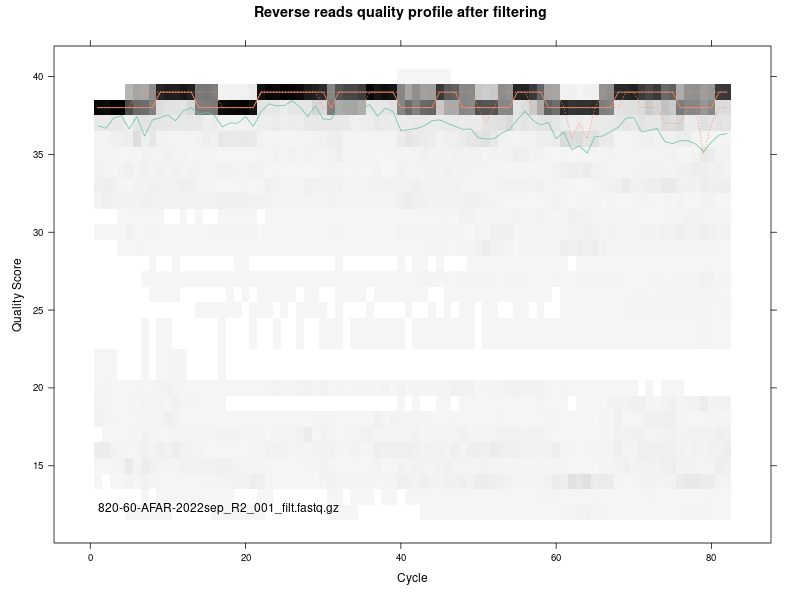 Reverse reads quality profile after filtering
40
35
30
25
20
15
Quality Score
820-60-AFAR-2022sep_R2_001_filt.fastq.gz
0 20 40 60 80
Cycle